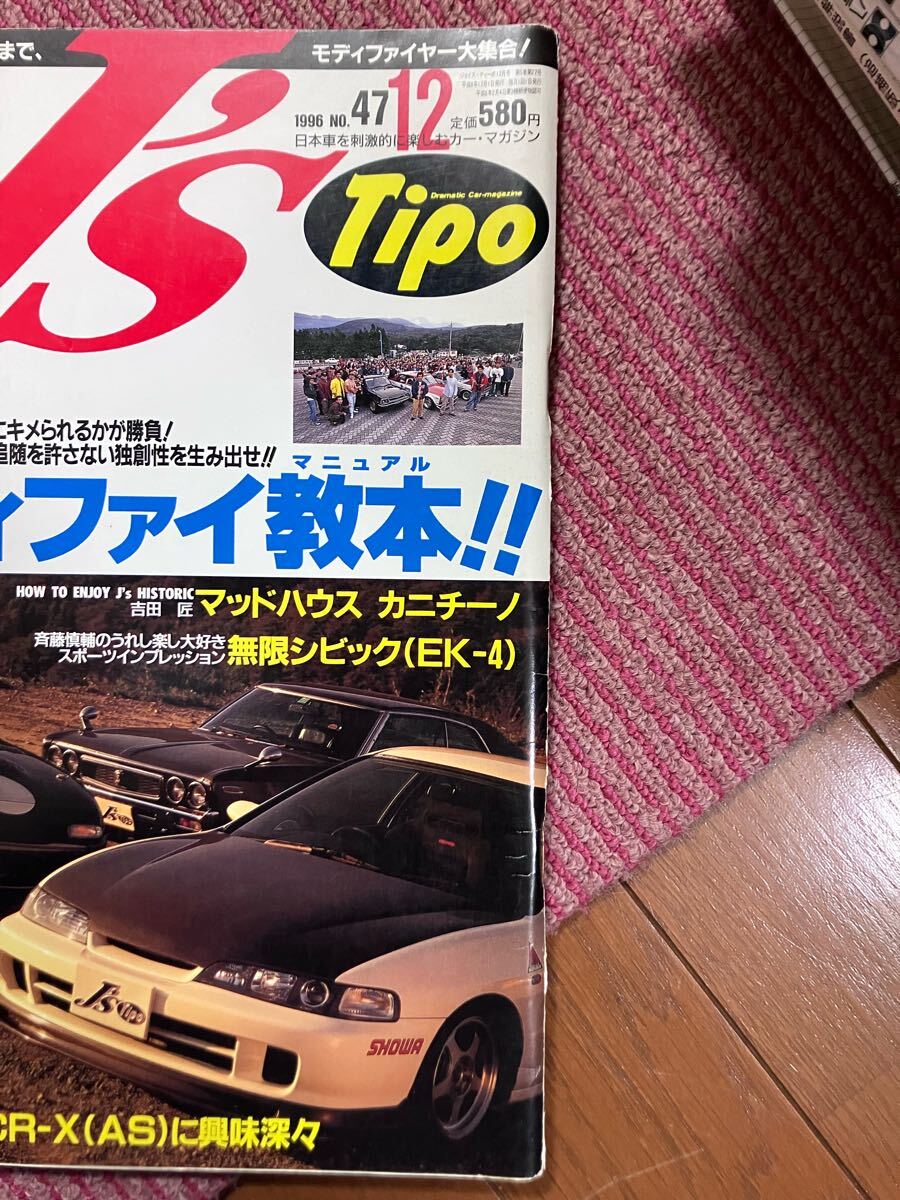 まで、 モディファイヤー大集合!
J's
1996 NO. 47 12 定価580円
日本車を刺激的に楽しむカー・マガジン
Dramatic Car-magazine
Tipo
にキメられるかが勝負!
追随を許さない独創性を生み出せ!!
マニュアル
ィファイ教本!!
HOW TO ENJOY J's HISTORIC
吉田 匠 マッドハウス カニチーノ
斉藤慎輔のうれし楽し大好き
スポーツインプレッション 無限シビック(EK-4)
J's
J's Tipo
SHOWA
CR-X(AS)に興味深々